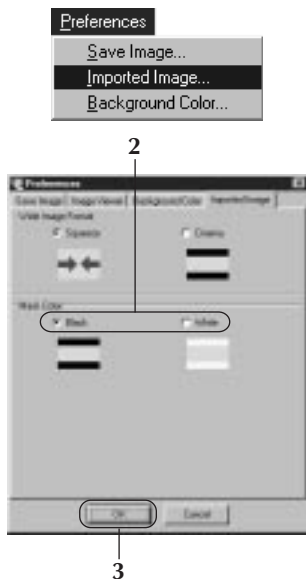 Preferences
Save Image...
Imported Image...
Background Color...
2
Preferences
Save Image Image Viewer Background Color Imported Image
Wide Image Format
Squeeze Cinema
Mask Color
Black White
OK Cancel
3